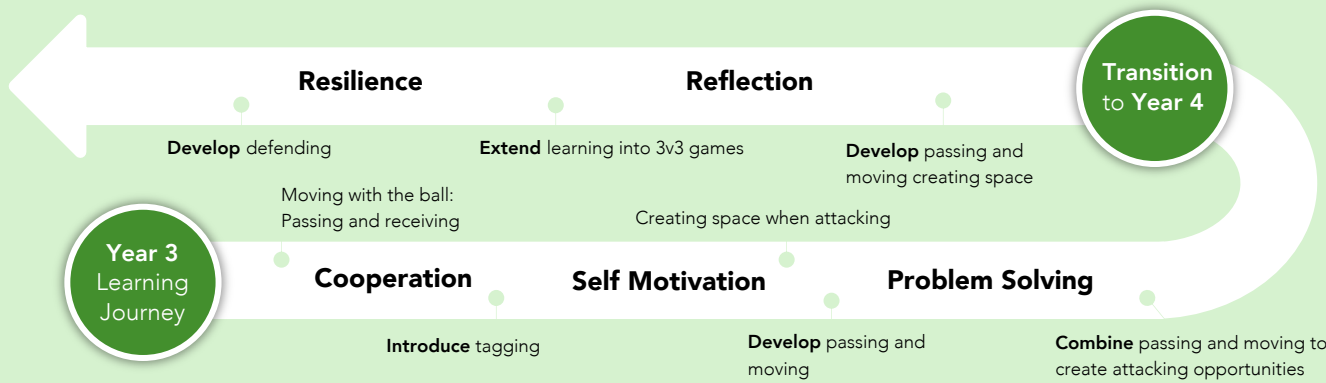 Resilience
Reflection
Transition
to Year 4
Develop defending
Extend learning into 3v3 games
Develop passing and
moving creating space
Moving with the ball:
Passing and receiving
Creating space when attacking
Year 3
Learning
Journey
Cooperation
Self Motivation
Problem Solving
Introduce tagging
Develop passing and
moving
Combine passing and moving to
create attacking opportunities